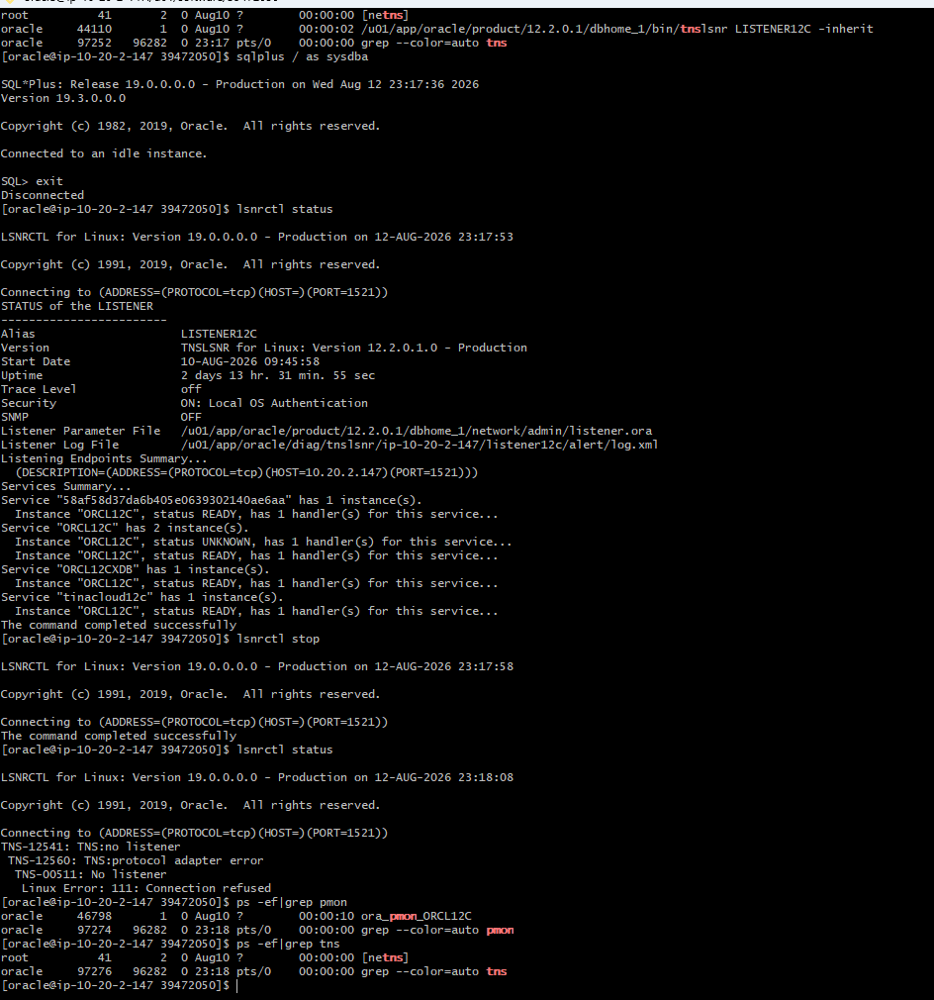 root          41       2  0 Aug10 ?        00:00:00 [netns]
oracle     44110       1  0 Aug10 ?        00:00:02 /u01/app/oracle/product/12.2.0.1/dbhome_1/bin/tnslsnr LISTENER12C -inherit
oracle     97252   96282  0 23:17 pts/0    00:00:00 grep --color=auto tns
[oracle@ip-10-20-2-147 39472050]$ sqlplus / as sysdba
SQL*Plus: Release 19.0.0.0.0 - Production on Wed Aug 12 23:17:36 2026
Version 19.3.0.0.0
Copyright (c) 1982, 2019, Oracle.  All rights reserved.
Connected to an idle instance.
SQL> exit
Disconnected
[oracle@ip-10-20-2-147 39472050]$ lsnrctl status
LSNRCTL for Linux: Version 19.0.0.0.0 - Production on 12-AUG-2026 23:17:53
Copyright (c) 1991, 2019, Oracle.  All rights reserved.
Connecting to (ADDRESS=(PROTOCOL=tcp)(HOST=)(PORT=1521))
STATUS of the LISTENER
------------------------
Alias                     LISTENER12C
Version                   TNSLSNR for Linux: Version 12.2.0.1.0 - Production
Start Date                10-AUG-2026 09:45:58
Uptime                    2 days 13 hr. 31 min. 55 sec
Trace Level               off
Security                  ON: Local OS Authentication
SNMP                      OFF
Listener Parameter File   /u01/app/oracle/product/12.2.0.1/dbhome_1/network/admin/listener.ora
Listener Log File         /u01/app/oracle/diag/tnslsnr/ip-10-20-2-147/listener12c/alert/log.xml
Listening Endpoints Summary...
  (DESCRIPTION=(ADDRESS=(PROTOCOL=tcp)(HOST=10.20.2.147)(PORT=1521)))
Services Summary...
Service "58af58d37da6b405e0639302140ae6aa" has 1 instance(s).
  Instance "ORCL12C", status READY, has 1 handler(s) for this service...
Service "ORCL12C" has 2 instance(s).
  Instance "ORCL12C", status UNKNOWN, has 1 handler(s) for this service...
  Instance "ORCL12C", status READY, has 1 handler(s) for this service...
Service "ORCL12CXDB" has 1 instance(s).
  Instance "ORCL12C", status READY, has 1 handler(s) for this service...
Service "tinacloud12c" has 1 instance(s).
  Instance "ORCL12C", status READY, has 1 handler(s) for this service...
The command completed successfully
[oracle@ip-10-20-2-147 39472050]$ lsnrctl stop
LSNRCTL for Linux: Version 19.0.0.0.0 - Production on 12-AUG-2026 23:17:58
Copyright (c) 1991, 2019, Oracle.  All rights reserved.
Connecting to (ADDRESS=(PROTOCOL=tcp)(HOST=)(PORT=1521))
The command completed successfully
[oracle@ip-10-20-2-147 39472050]$ lsnrctl status
LSNRCTL for Linux: Version 19.0.0.0.0 - Production on 12-AUG-2026 23:18:08
Copyright (c) 1991, 2019, Oracle.  All rights reserved.
Connecting to (ADDRESS=(PROTOCOL=tcp)(HOST=)(PORT=1521))
TNS-12541: TNS:no listener
 TNS-12560: TNS:protocol adapter error
  TNS-00511: No listener
   Linux Error: 111: Connection refused
[oracle@ip-10-20-2-147 39472050]$ ps -ef|grep pmon
oracle     46798       1  0 Aug10 ?        00:00:10 ora_pmon_ORCL12C
oracle     97274   96282  0 23:18 pts/0    00:00:00 grep --color=auto pmon
[oracle@ip-10-20-2-147 39472050]$ ps -ef|grep tns
root          41       2  0 Aug10 ?        00:00:00 [netns]
oracle     97276   96282  0 23:18 pts/0    00:00:00 grep --color=auto tns
[oracle@ip-10-20-2-147 39472050]$